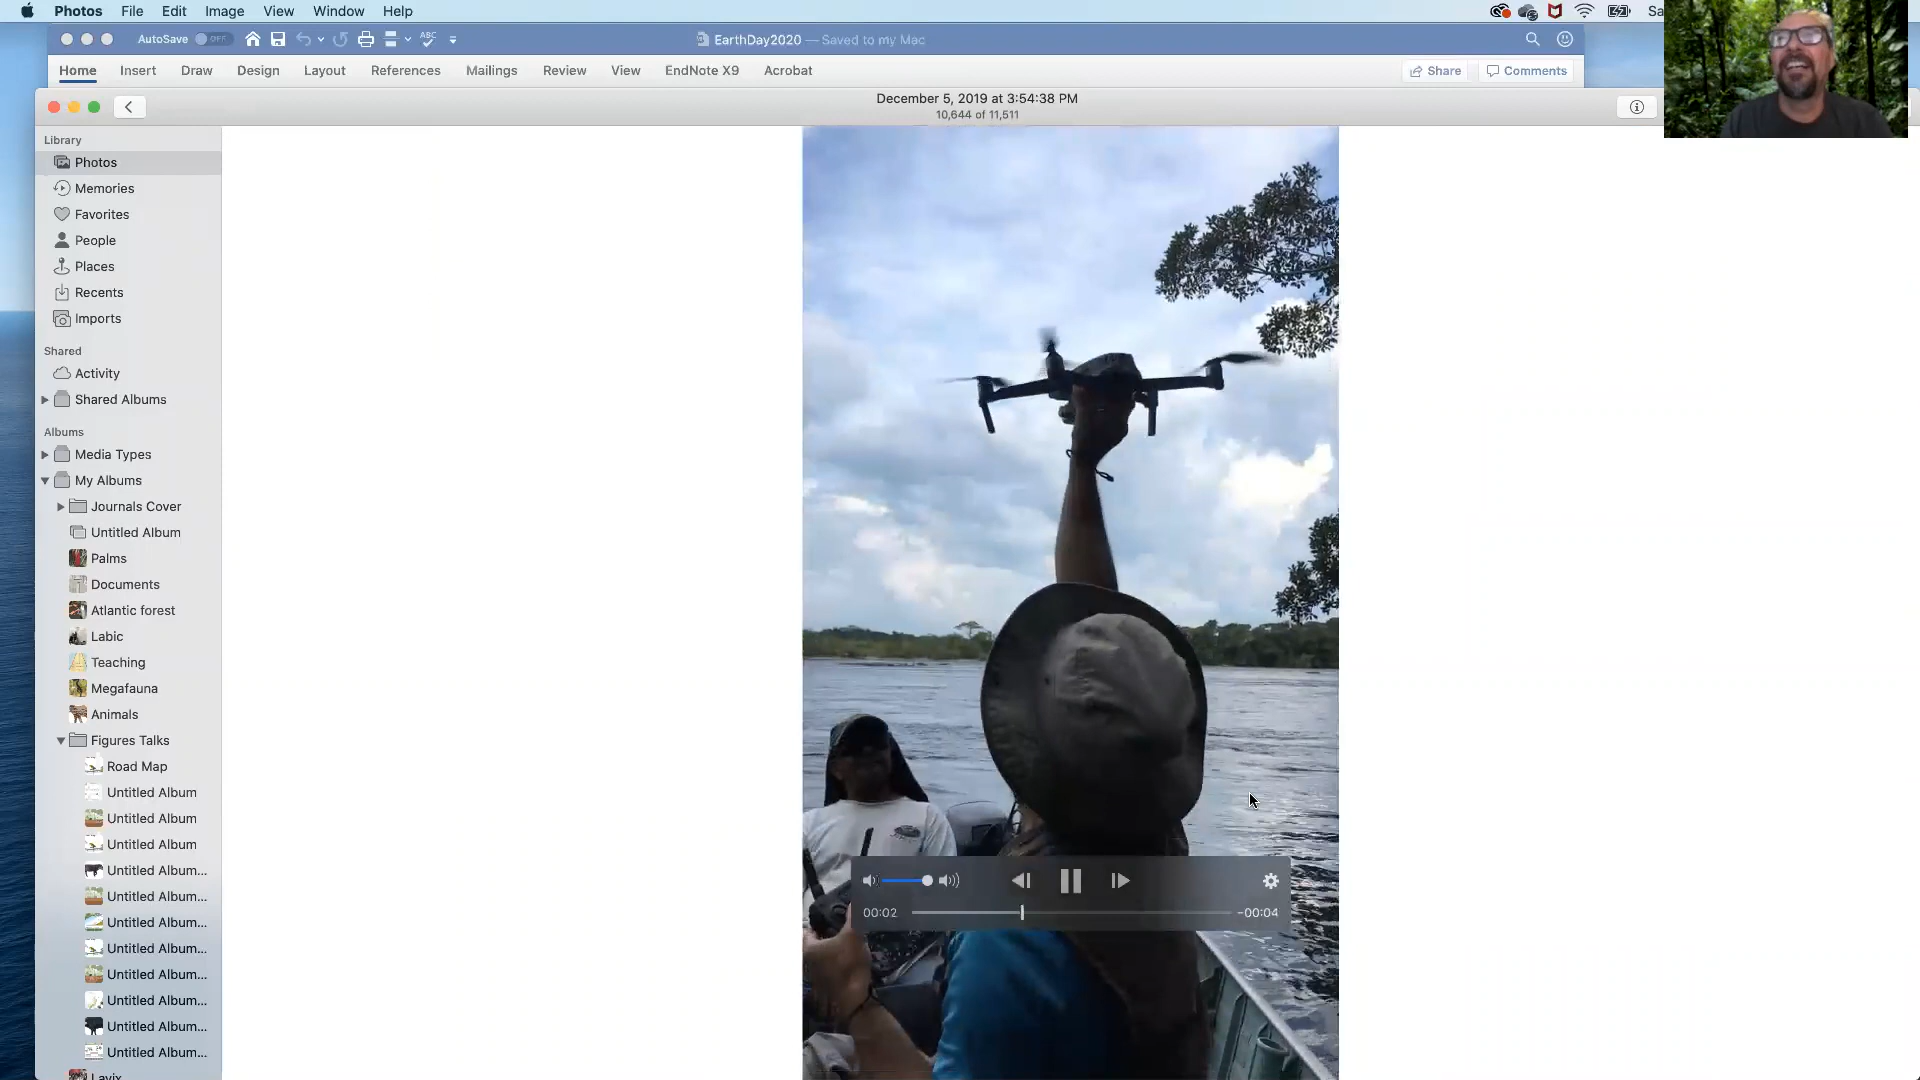 Photos File Edit Image View Window Help Sa
AutoSave OFF ABC EarthDay2020 — Saved to my Mac
Home Insert Draw Design Layout References Mailings Review View EndNote X9 Acrobat Share Comments
December 5, 2019 at 3:54:38 PM
10,644 of 11,511
Library
Photos
Memories
Favorites
People
Places
Recents
Imports
Shared
Activity
Shared Albums
Albums
Media Types
My Albums
Journals Cover
Untitled Album
Palms
Documents
Atlantic forest
Labic
Teaching
Megafauna
Animals
Figures Talks
Road Map
Untitled Album
Untitled Album
Untitled Album
Untitled Album...
Untitled Album...
Untitled Album...
Untitled Album...
Untitled Album...
Untitled Album...
Untitled Album...
Untitled Album...
00:02 -00:04